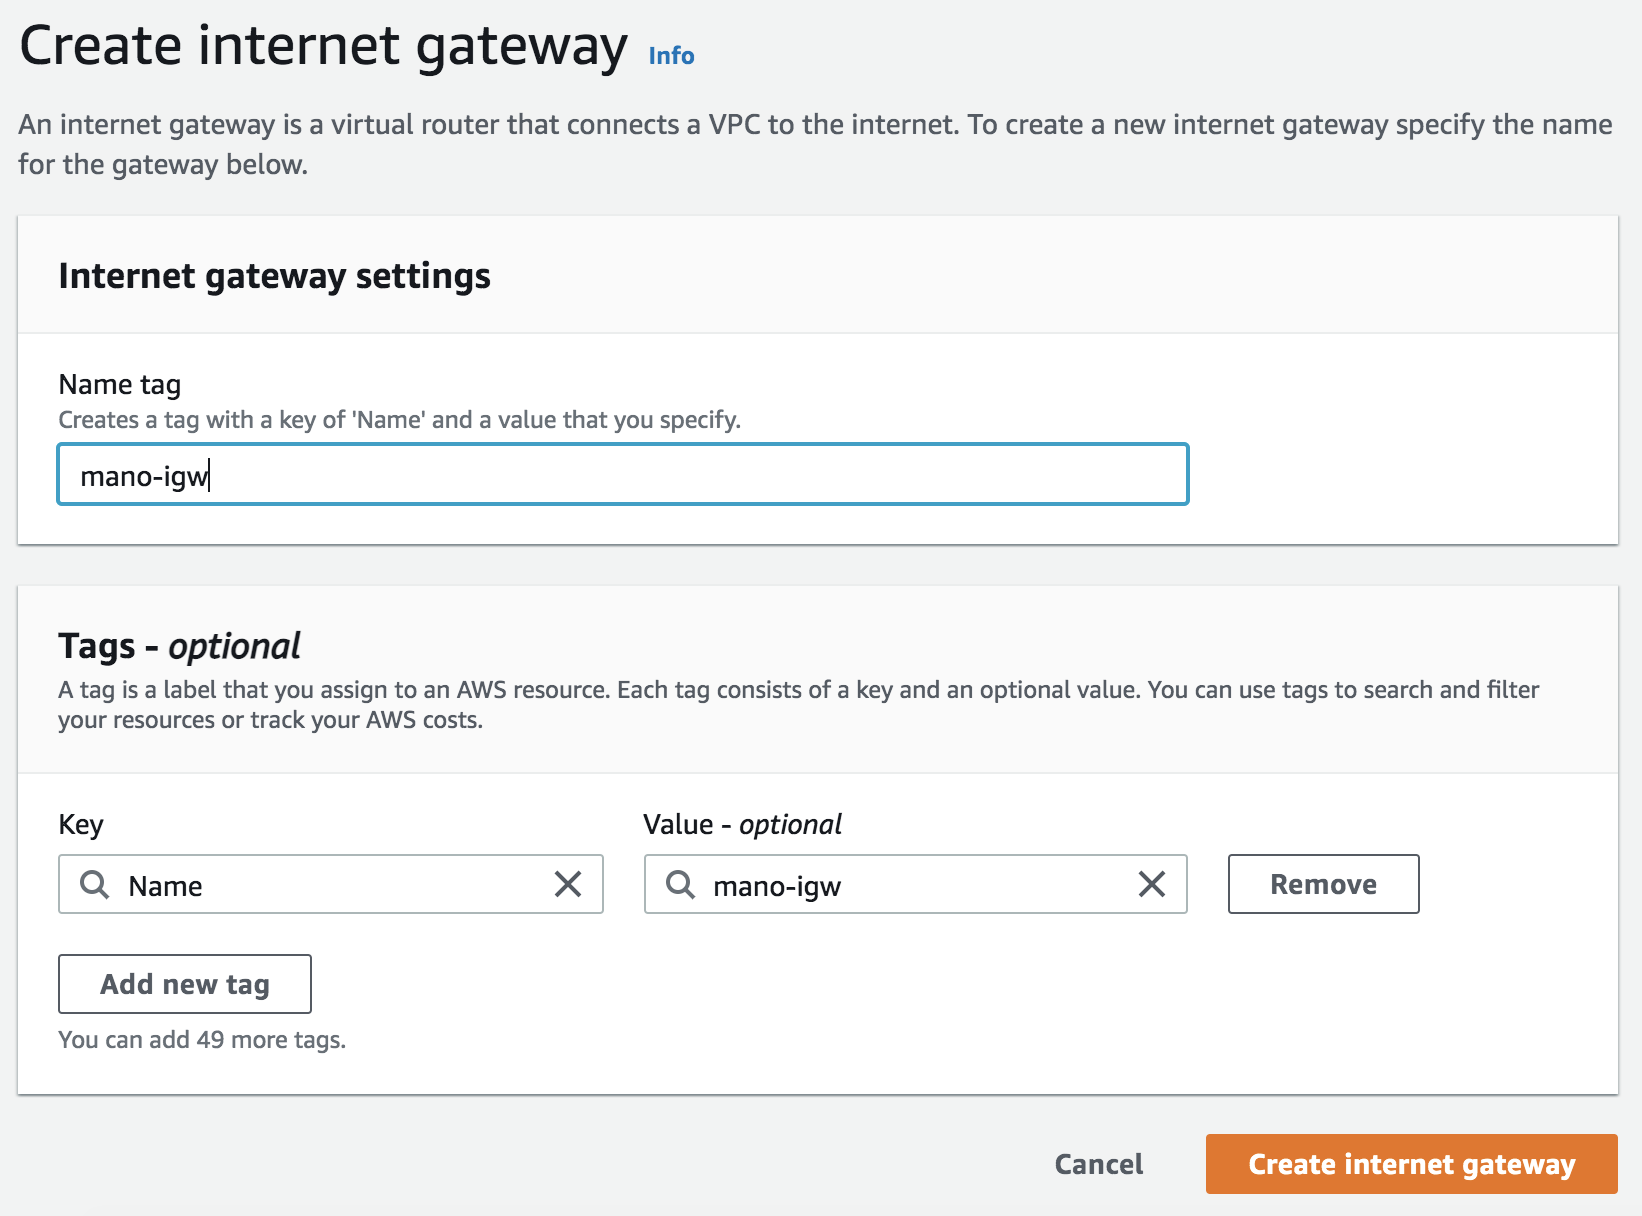 Create internet gateway Info
An internet gateway is a virtual router that connects a VPC to the internet. To create a new internet gateway specify the name
for the gateway below.
Internet gateway settings
Name tag
Creates a tag with a key of 'Name' and a value that you specify.
mano-igw
Tags - optional
A tag is a label that you assign to an AWS resource. Each tag consists of a key and an optional value. You can use tags to search and filter
your resources or track your AWS costs.
Key Value - optional
Name mano-igw Remove
Add new tag
You can add 49 more tags.
Cancel Create internet gateway